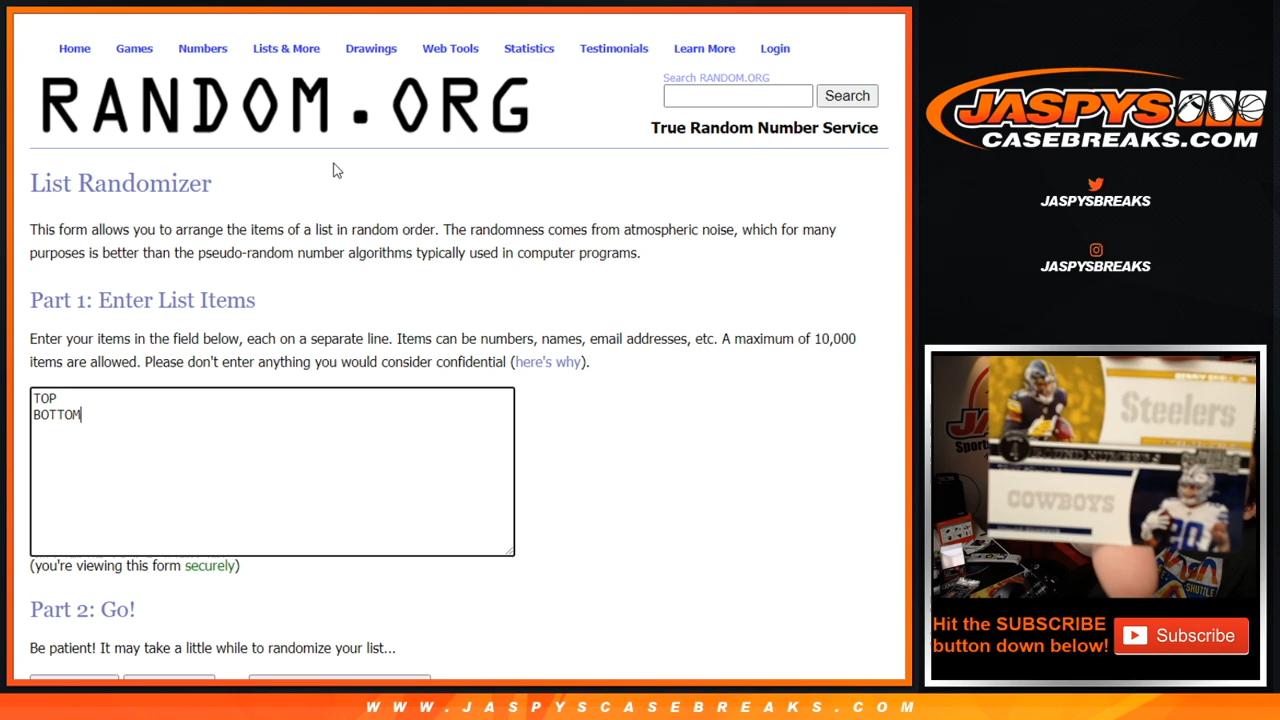 Home Games Numbers Lists & More Drawings Web Tools Statistics Testimonials Learn More Login
RANDOM.ORG
Search RANDOM.ORG
Search
True Random Number Service
List Randomizer
This form allows you to arrange the items of a list in random order. The randomness comes from atmospheric noise, which for many
purposes is better than the pseudo-random number algorithms typically used in computer programs.
Part 1: Enter List Items
Enter your items in the field below, each on a separate line. Items can be numbers, names, email addresses, etc. A maximum of 10,000
items are allowed. Please don't enter anything you would consider confidential (here's why).
TOP
BOTTOM
(you're viewing this form securely)
Part 2: Go!
Be patient! It may take a little while to randomize your list...
JASPYS
CASEBREAKS.COM
JASPYSBREAKS
JASPYSBREAKS
Steelers
COWBOYS
20
Hit the SUBSCRIBE
button down below!
Subscribe
WWW.JASPYSCASEBREAKS.COM